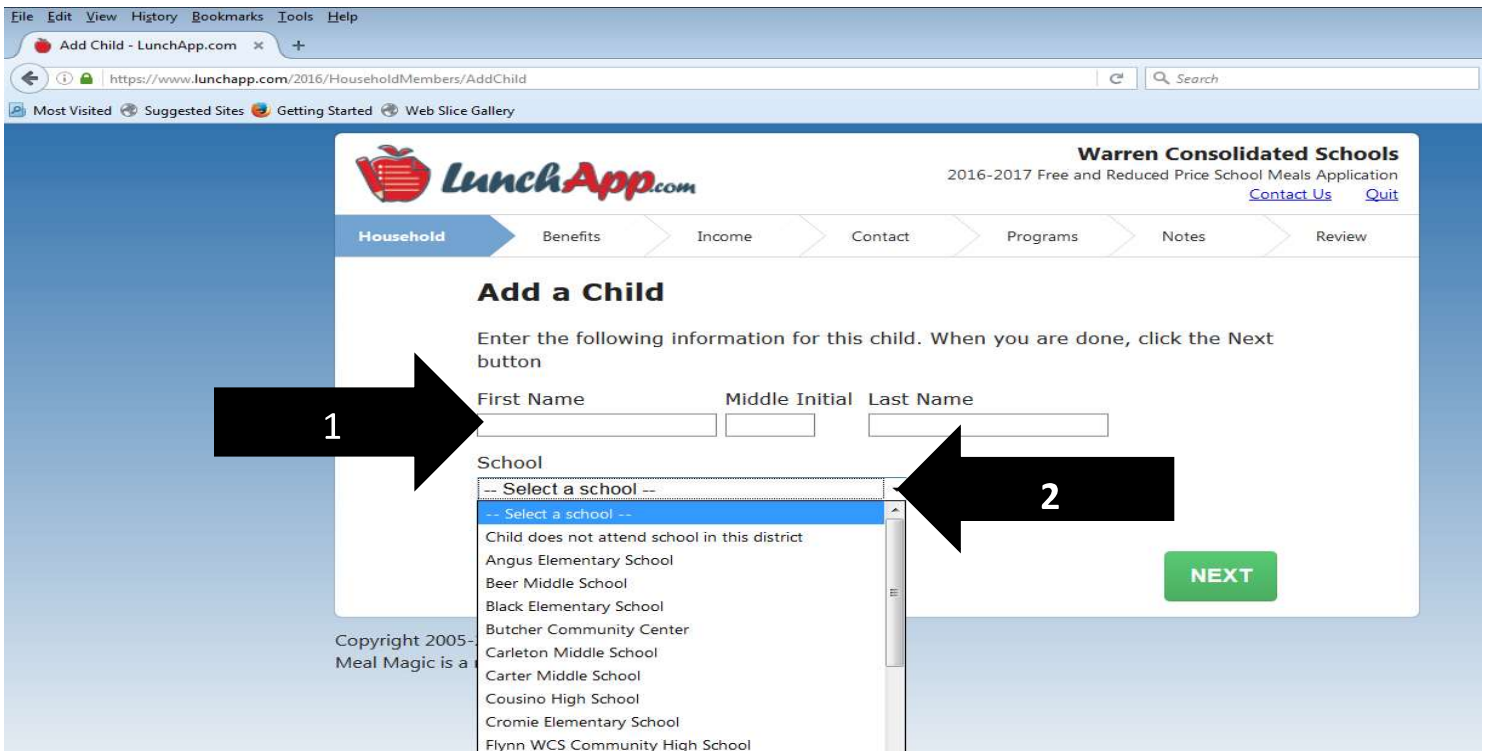 File Edit View History Bookmarks Tools Help
Add Child - LunchApp.com × +
https://www.lunchapp.com/2016/HouseholdMembers/AddChild Search
Most Visited Suggested Sites Getting Started Web Slice Gallery
LunchApp.com
Warren Consolidated Schools
2016-2017 Free and Reduced Price School Meals Application
Contact Us Quit
Household Benefits Income Contact Programs Notes Review
Add a Child
Enter the following information for this child. When you are done, click the Next
button
First Name Middle Initial Last Name
1
School
-- Select a school --
2
-- Select a school --
Child does not attend school in this district
Angus Elementary School
Beer Middle School
NEXT
Black Elementary School
Butcher Community Center
Copyright 2005-
Carleton Middle School
Meal Magic is a
Carter Middle School
Cousino High School
Cromie Elementary School
Flynn WCS Community High School